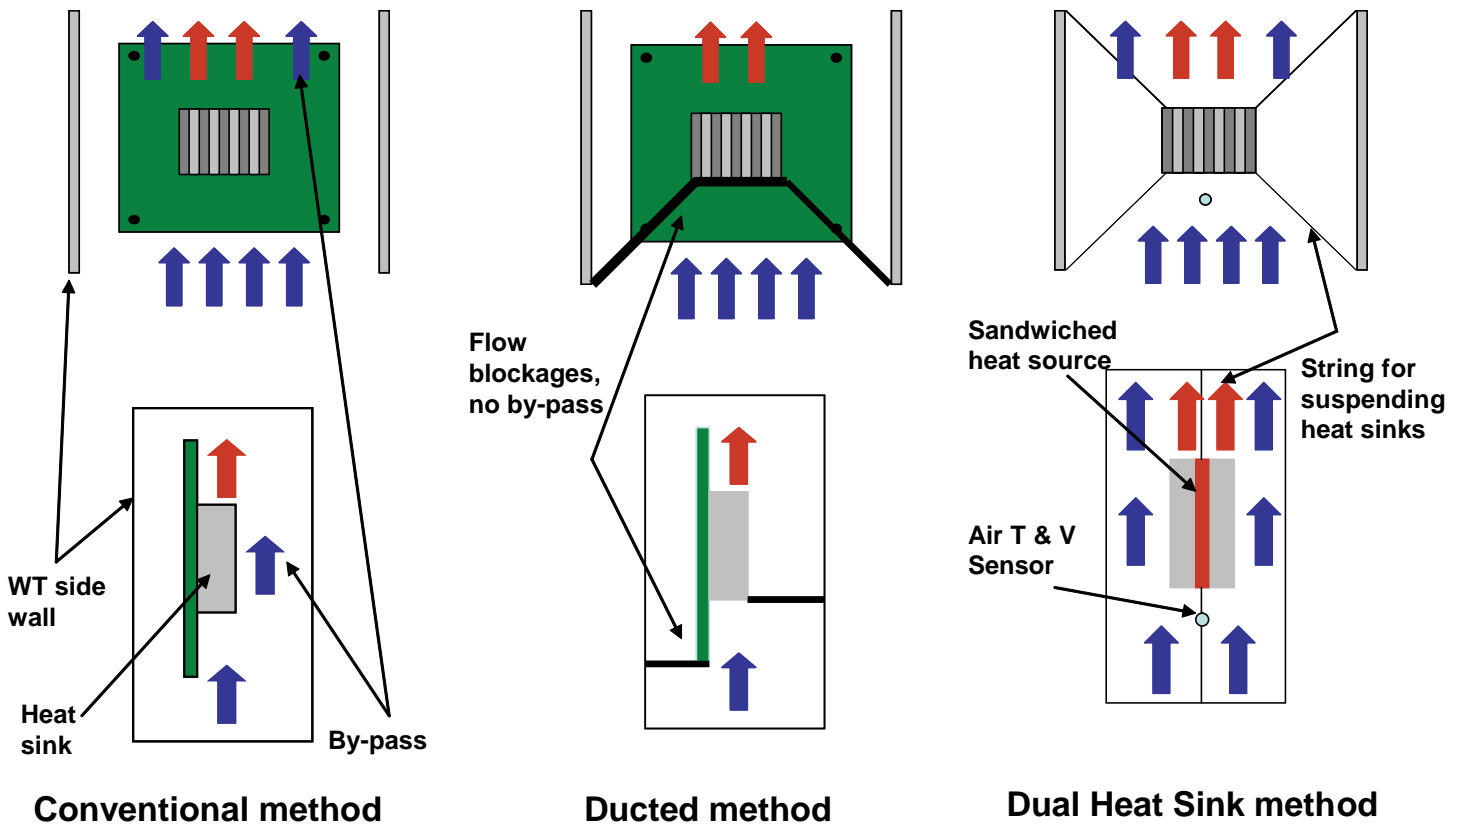 WT side
wall
Heat
sink
By-pass
Conventional method
Flow
blockages,
no by-pass
Ducted method
Sandwiched
heat source
String for
suspending
heat sinks
Air T & V
Sensor
Dual Heat Sink method